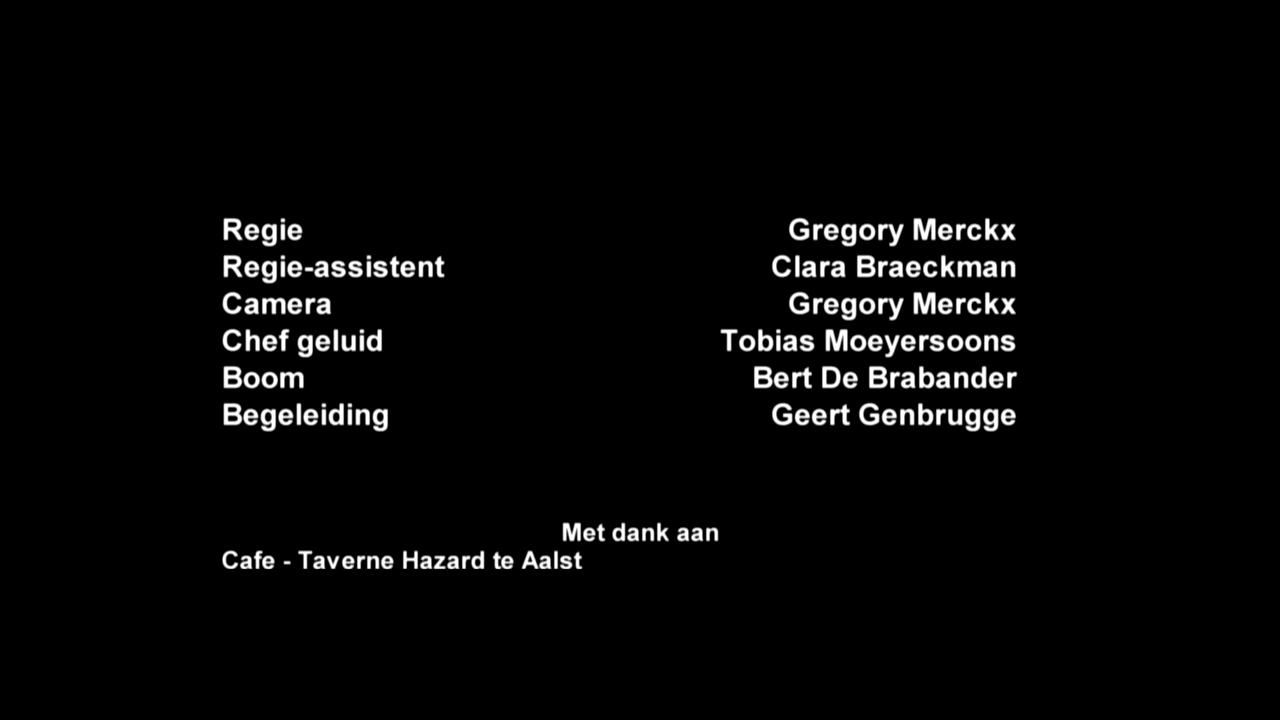 Regie Gregory Merckx
Regie-assistent Clara Braeckman
Camera Gregory Merckx
Chef geluid Tobias Moeyersoons
Boom Bert De Brabander
Begeleiding Geert Genbrugge
Met dank aan
Cafe - Taverne Hazard te Aalst